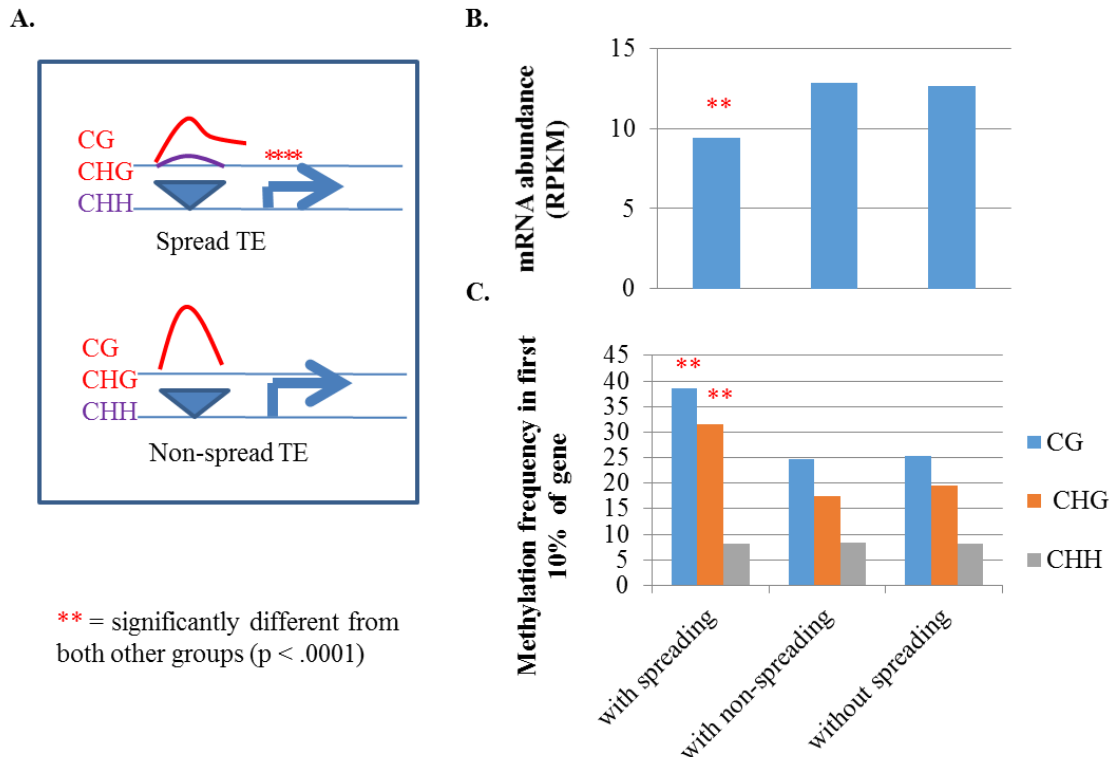 A.
CG
CHG
CHH
****
Spread TE
CG
CHG
CHH
Non-spread TE
** = significantly different from
both other groups (p < .0001)
B.
mRNA abundance
(RPKM)
15
10
5
0
**
C.
Methylation frequency in first
10% of gene
45
40
35
30
25
20
15
10
5
0
**
**
with spreading
with non-spreading
without spreading
CG
CHG
CHH